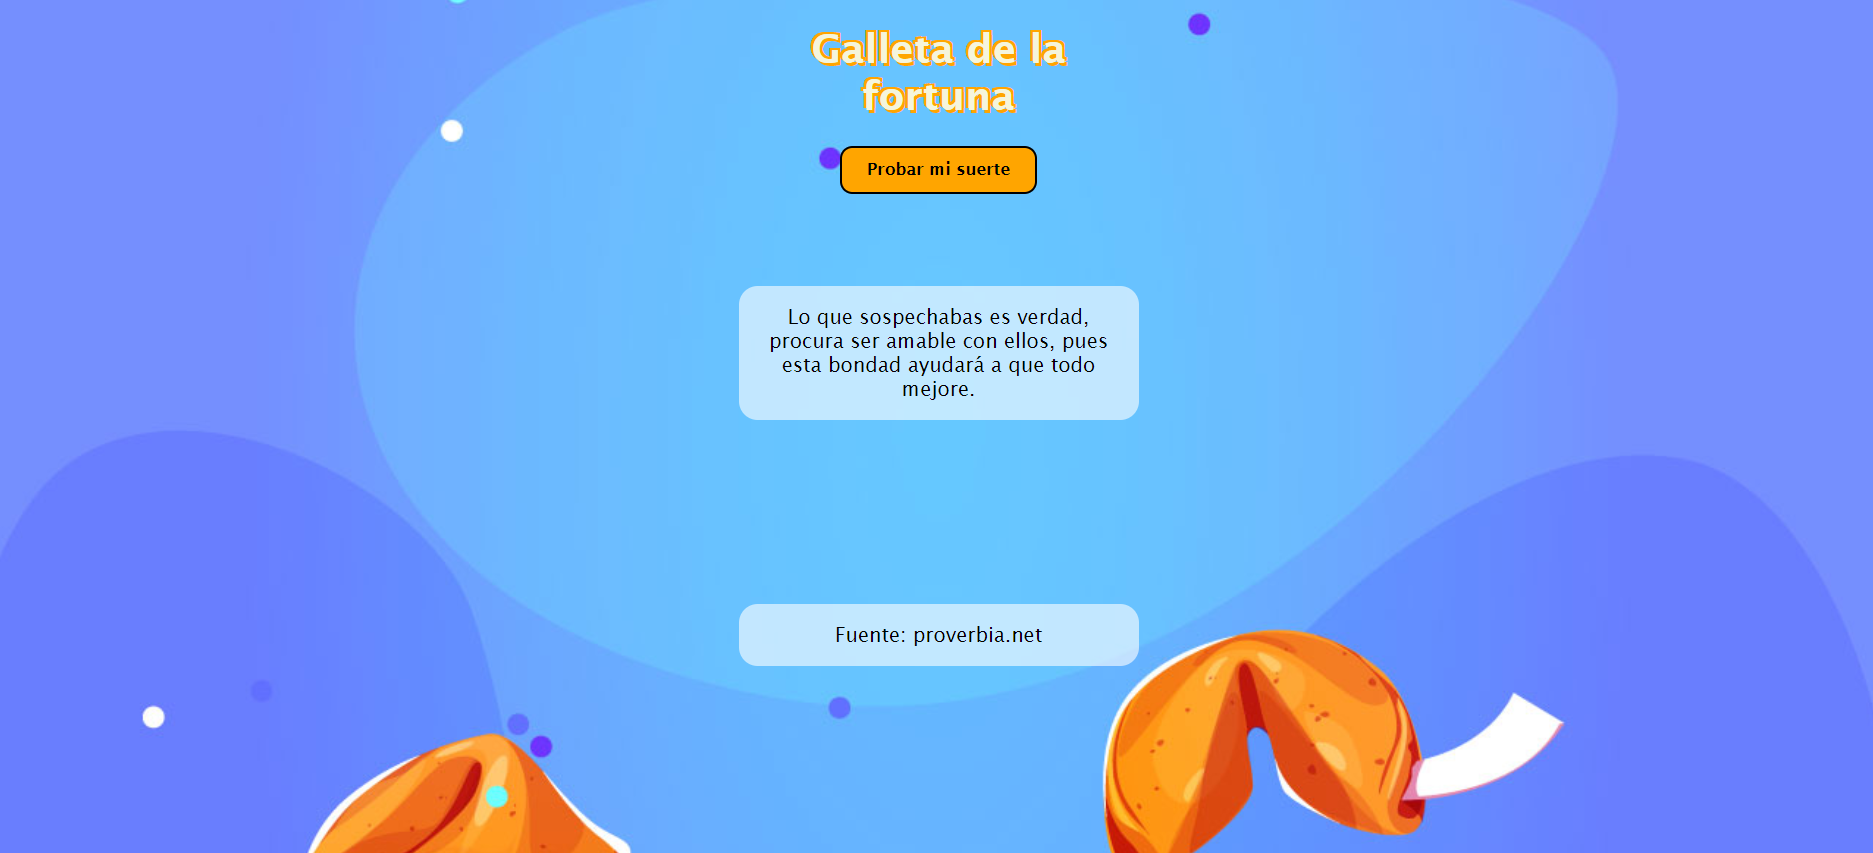 Galleta de la
fortuna
Probar mi suerte
Lo que sospechabas es verdad,
procura ser amable con ellos, pues
esta bondad ayudará a que todo
mejore.
Fuente: proverbia.net